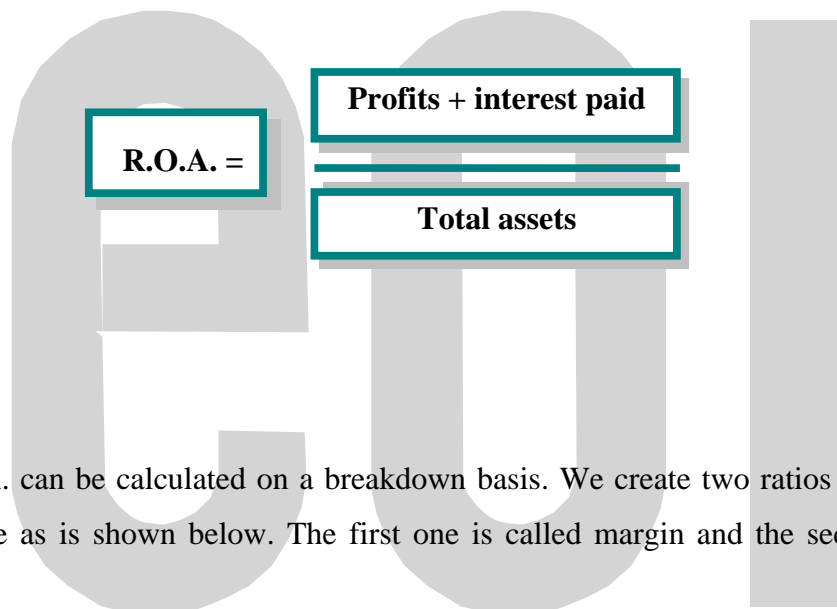 Profits + interest paid
R.O.A. =
Total assets
. can be calculated on a breakdown basis. We create two ratios
as is shown below. The first one is called margin and the